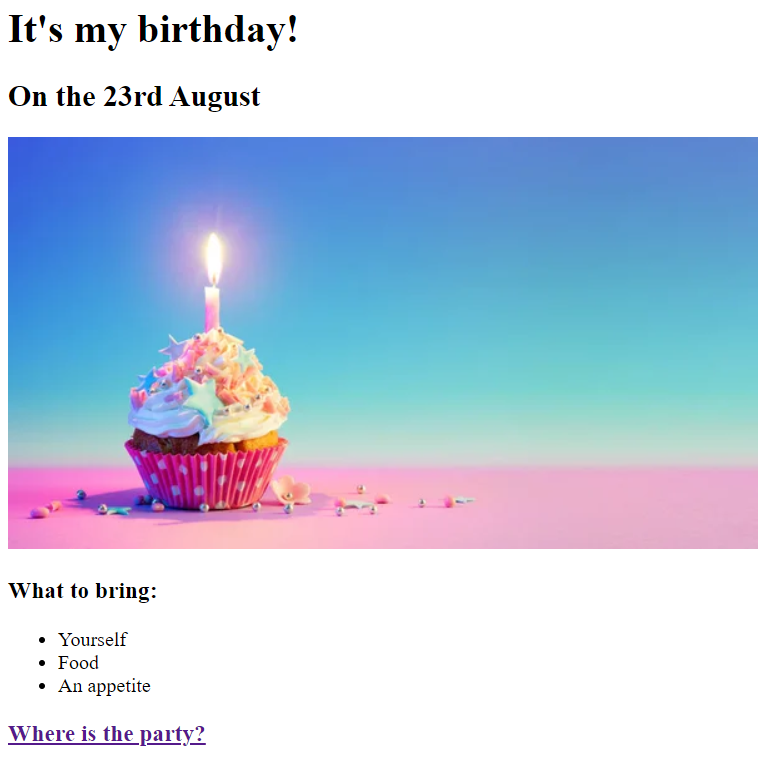 It's my birthday!
On the 23rd August
What to bring:
Yourself
Food
An appetite
Where is the party?